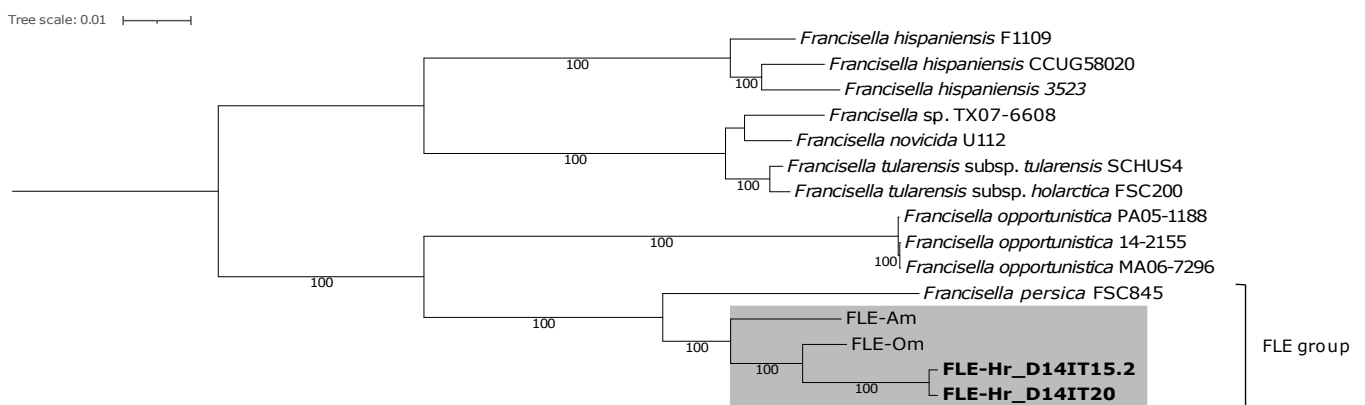 Tree scale: 0.01
Francisella hispaniensis F1109
100
Francisella hispaniensis CCUG58020
100
Francisella hispaniensis 3523
Francisella sp. TX07-6608
Francisella novicida U112
100
Francisella tularensis subsp. tularensis SCHUS4
100
Francisella tularensis subsp. holarctica FSC200
Francisella opportunistica PA05-1188
100
Francisella opportunistica 14-2155
100
Francisella opportunistica MA06-7296
100
Francisella persica FSC845
100
FLE-Am
100
FLE-Om
FLE group
100
FLE-Hr_D14IT15.2
100
FLE-Hr_D14IT20